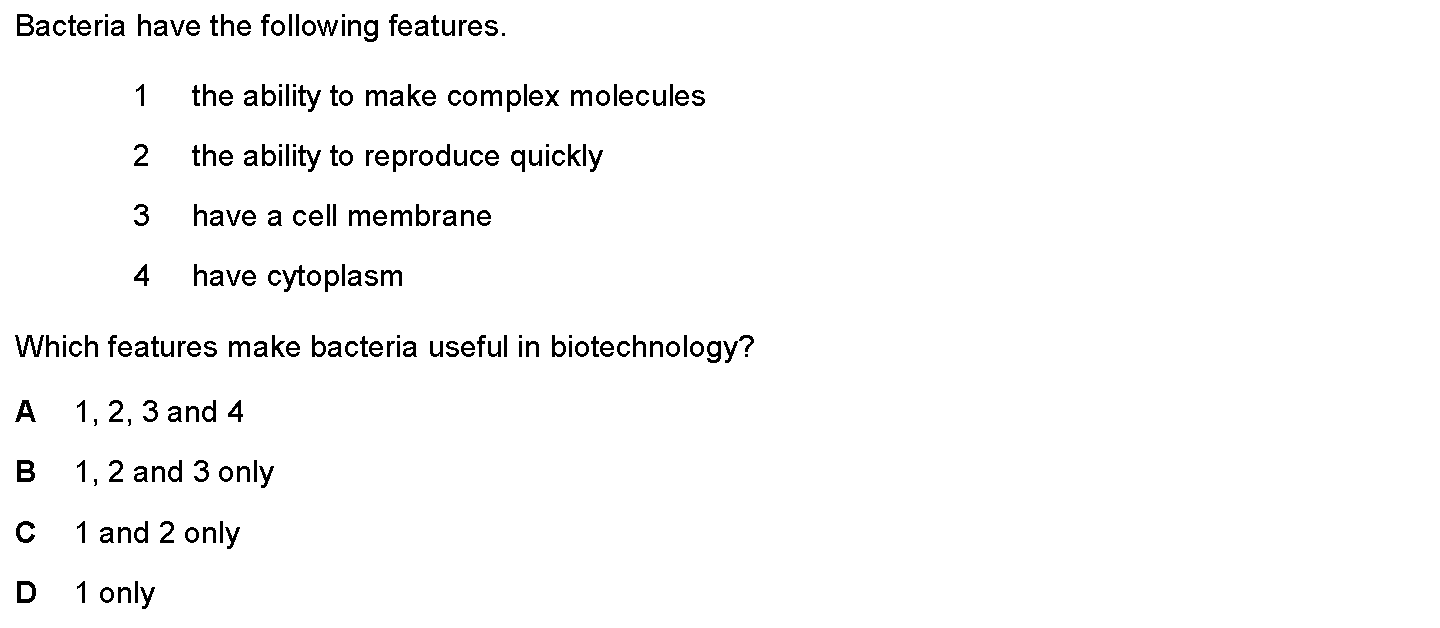 Bacteria have the following features.
1 the ability to make complex molecules
2 the ability to reproduce quickly
3 have a cell membrane
4 have cytoplasm
Which features make bacteria useful in biotechnology?
A 1, 2, 3 and 4
B 1, 2 and 3 only
C 1 and 2 only
D 1 only